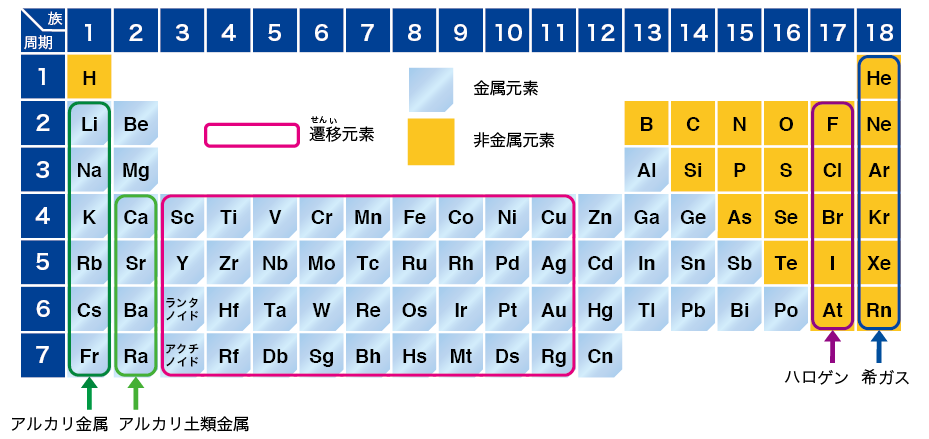 族
周期
1 2 3 4 5 6 7 8 9 10 11 12 13 14 15 16 17 18
1 H He
金属元素
2 Li Be B C N O F Ne
せんい
遷移元素
非金属元素
3 Na Mg Al Si P S Cl Ar
4 K Ca Sc Ti V Cr Mn Fe Co Ni Cu Zn Ga Ge As Se Br Kr
5 Rb Sr Y Zr Nb Mo Tc Ru Rh Pd Ag Cd In Sn Sb Te I Xe
6 Cs Ba ランタノイド Hf Ta W Re Os Ir Pt Au Hg Tl Pb Bi Po At Rn
7 Fr Ra アクチノイド Rf Db Sg Bh Hs Mt Ds Rg Cn
ハロゲン 希ガス
アルカリ金属 アルカリ土類金属